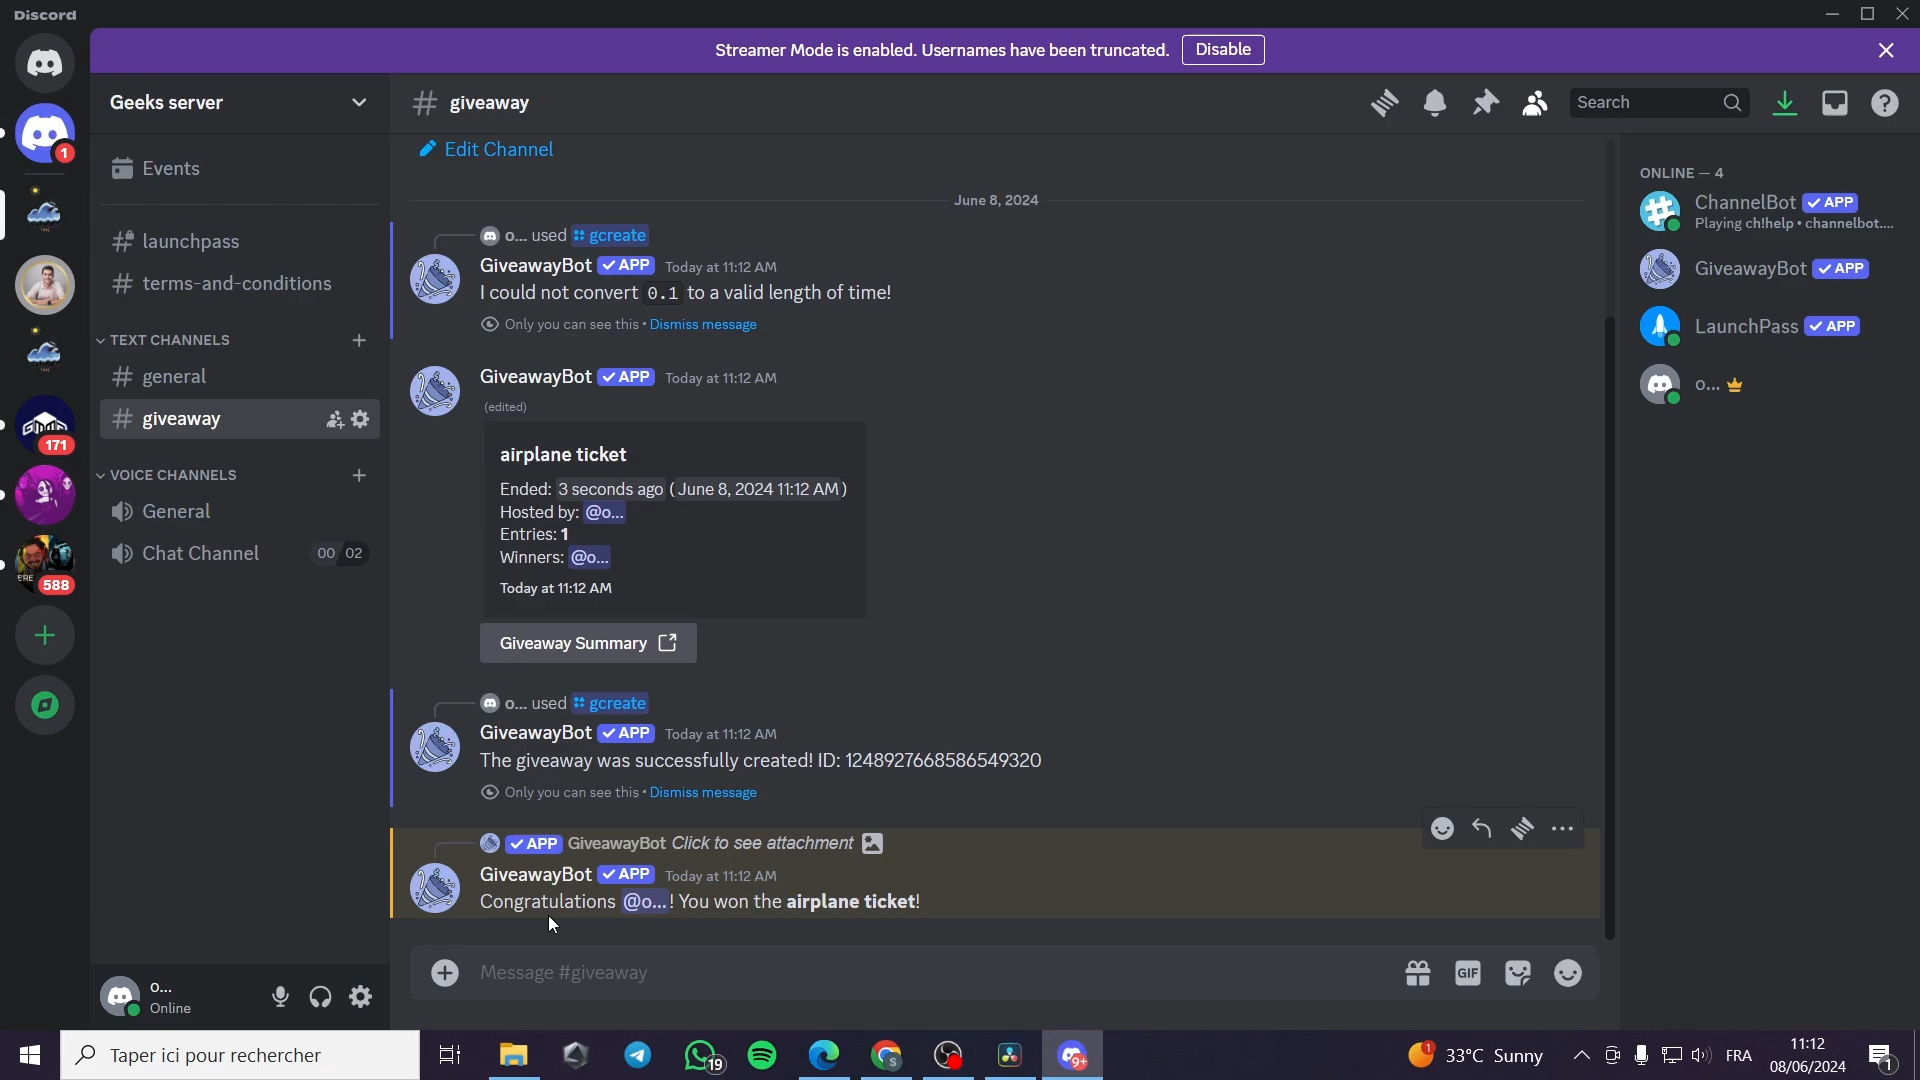 Discord
Streamer Mode is enabled. Usernames have been truncated. Disable
Geeks server
# giveaway
Search
1
Events
launchpass
terms-and-conditions
TEXT CHANNELS
general
giveaway
VOICE CHANNELS
General
Chat Channel 00 02
171
ERE
588
Edit Channel
June 8, 2024
o... used gcreate
GiveawayBot ✓ APP Today at 11:12 AM
I could not convert 0.1 to a valid length of time!
Only you can see this • Dismiss message
GiveawayBot ✓ APP Today at 11:12 AM
(edited)
airplane ticket
Ended: 3 seconds ago (June 8, 2024 11:12 AM)
Hosted by: @o...
Entries: 1
Winners: @o...
Today at 11:12 AM
Giveaway Summary
o... used gcreate
GiveawayBot ✓ APP Today at 11:12 AM
The giveaway was successfully created! ID: 1248927668586549320
Only you can see this • Dismiss message
✓ APP GiveawayBot Click to see attachment
GiveawayBot ✓ APP Today at 11:12 AM
Congratulations @o...! You won the airplane ticket!
Message #giveaway
GIF
ONLINE — 4
ChannelBot ✓ APP
Playing ch!help • channelbot....
GiveawayBot ✓ APP
LaunchPass ✓ APP
o...
o...
Online
Taper ici pour rechercher
19
S
9+
1
33°C Sunny
FRA
11:12
08/06/2024
1